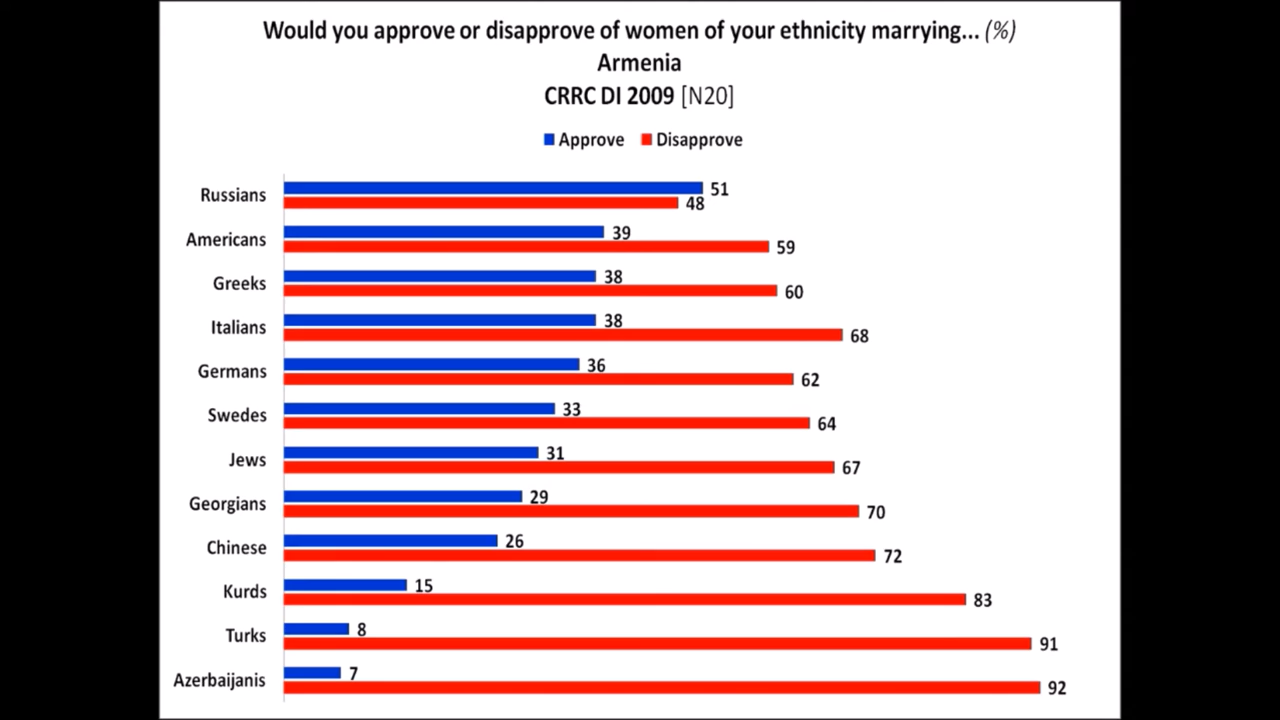 Would you approve or disapprove of women of your ethnicity marrying... (%)
Armenia
CRRC DI 2009 [N20]
Approve Disapprove
Russians 51 48
Americans 39 59
Greeks 38 60
Italians 38 68
Germans 36 62
Swedes 33 64
Jews 31 67
Georgians 29 70
Chinese 26 72
Kurds 15 83
Turks 8 91
Azerbaijanis 7 92